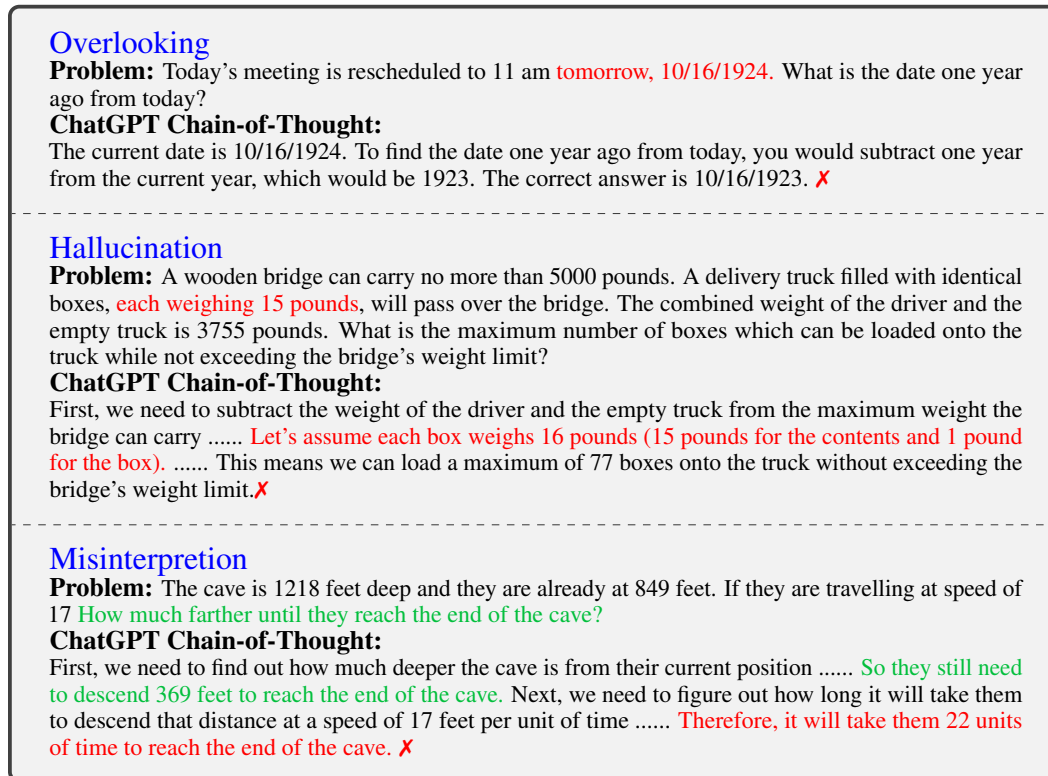 Overlooking
Problem: Today's meeting is rescheduled to 11 am tomorrow, 10/16/1924. What is the date one year
ago from today?
ChatGPT Chain-of-Thought:
The current date is 10/16/1924. To find the date one year ago from today, you would subtract one year
from the current year, which would be 1923. The correct answer is 10/16/1923. ✗
Hallucination
Problem: A wooden bridge can carry no more than 5000 pounds. A delivery truck filled with identical
boxes, each weighing 15 pounds, will pass over the bridge. The combined weight of the driver and the
empty truck is 3755 pounds. What is the maximum number of boxes which can be loaded onto the
truck while not exceeding the bridge's weight limit?
ChatGPT Chain-of-Thought:
First, we need to subtract the weight of the driver and the empty truck from the maximum weight the
bridge can carry ...... Let's assume each box weighs 16 pounds (15 pounds for the contents and 1 pound
for the box). ...... This means we can load a maximum of 77 boxes onto the truck without exceeding the
bridge's weight limit.✗
Misinterpretion
Problem: The cave is 1218 feet deep and they are already at 849 feet. If they are travelling at speed of
17 How much farther until they reach the end of the cave?
ChatGPT Chain-of-Thought:
First, we need to find out how much deeper the cave is from their current position ...... So they still need
to descend 369 feet to reach the end of the cave. Next, we need to figure out how long it will take them
to descend that distance at a speed of 17 feet per unit of time ...... Therefore, it will take them 22 units
of time to reach the end of the cave. ✗